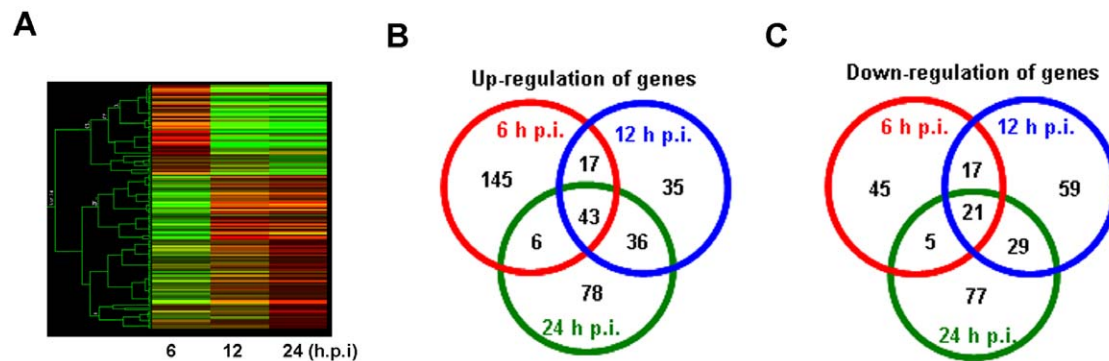 A
6 12 24 (h.p.i)
B
Up-regulation of genes
6 h p.i.
12 h p.i.
17
145
35
43
6
36
78
24 h p.i.
C
Down-regulation of genes
6 h p.i.
12 h p.i.
17
45
59
21
5
29
77
24 h p.i.